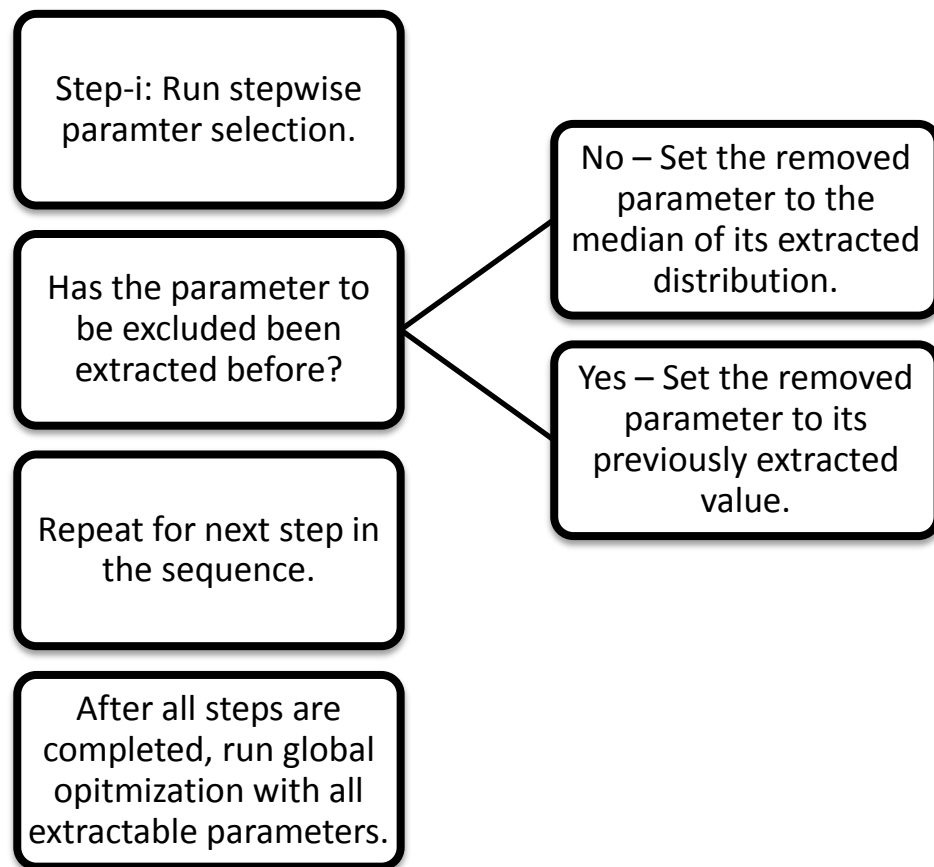 Step-i: Run stepwise
paramter selection.
Has the parameter to
be excluded been
extracted before?
No – Set the removed
parameter to the
median of its extracted
distribution.
Yes – Set the removed
parameter to its
previously extracted
value.
Repeat for next step in
the sequence.
After all steps are
completed, run global
opitmization with all
extractable parameters.